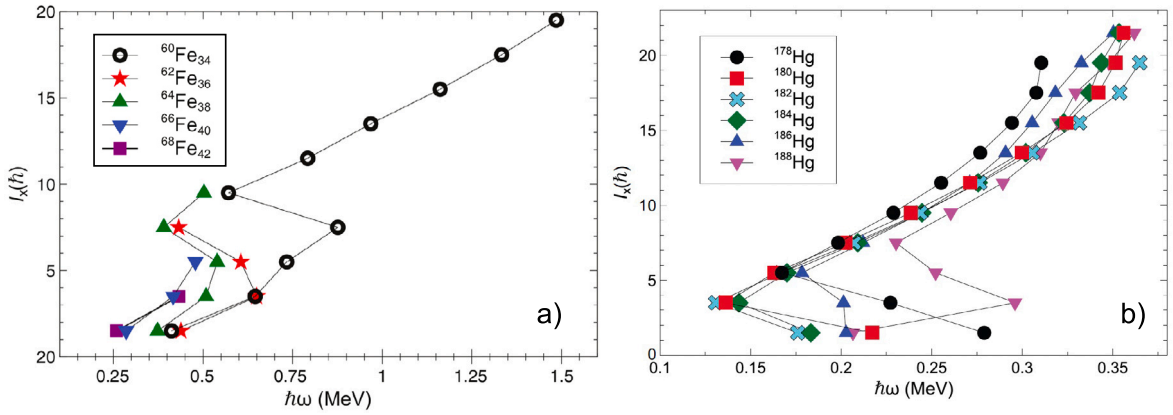 20
15
10
5
20
I_x(ℏ)
0.25 0.5 0.75 1 1.25 1.5
ℏω (MeV)
⁶⁰Fe₃₄
⁶²Fe₃₆
⁶⁴Fe₃₈
⁶⁶Fe₄₀
⁶⁸Fe₄₂
a)
20
15
10
5
0
I_x(ℏ)
0.1 0.15 0.2 0.25 0.3 0.35
ℏω (MeV)
¹⁷⁸Hg
¹⁸⁰Hg
¹⁸²Hg
¹⁸⁴Hg
¹⁸⁶Hg
¹⁸⁸Hg
b)